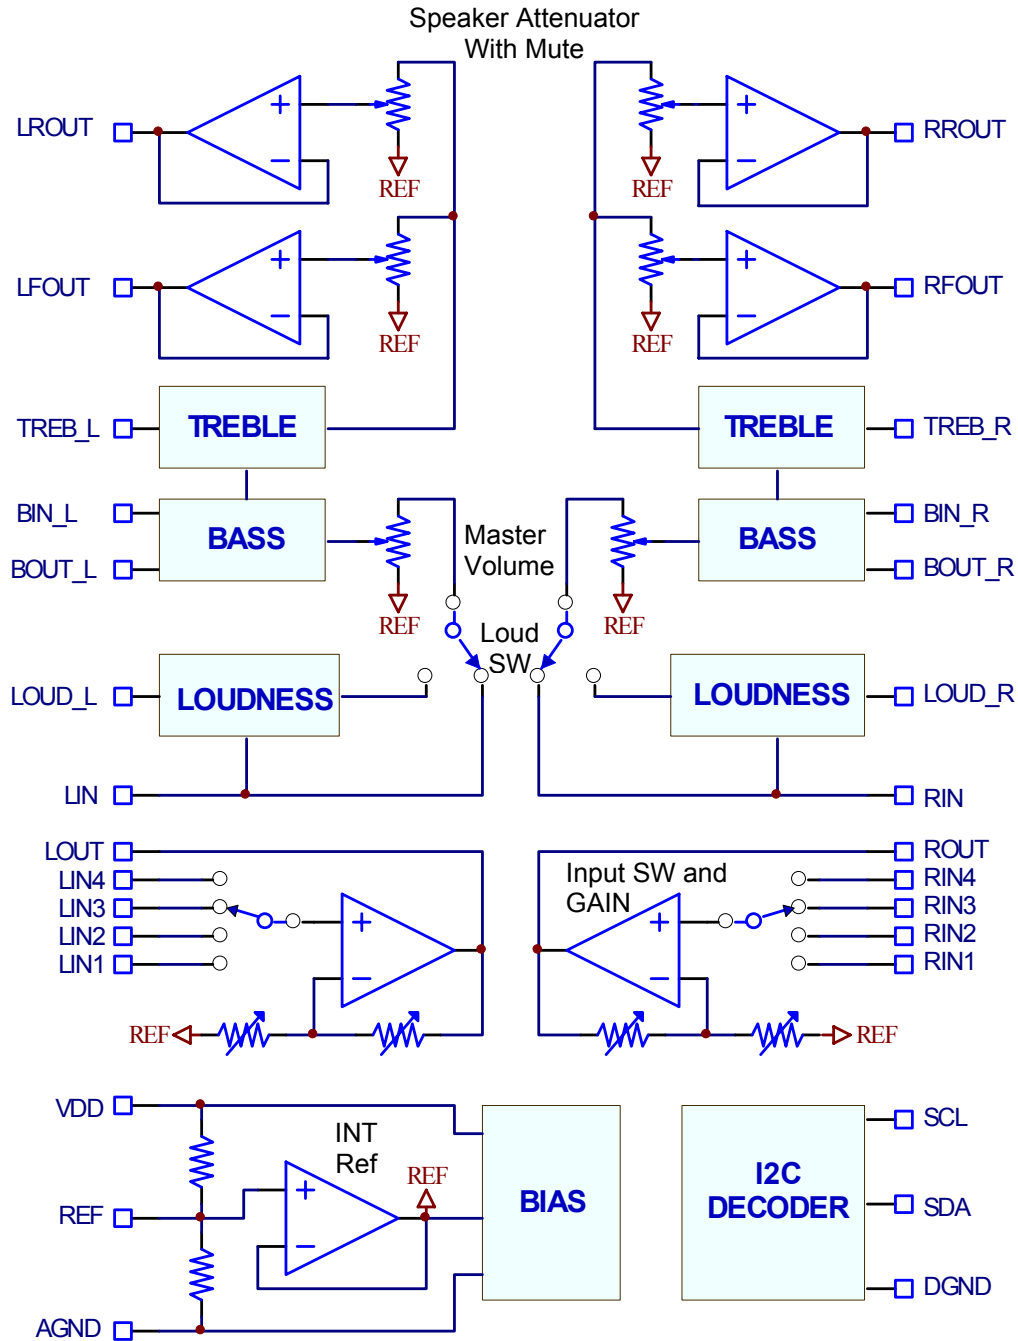 Speaker Attenuator
With Mute
LROUT
+
−
REF
+
−
RROUT
REF
LFOUT
+
−
REF
+
−
RFOUT
REF
TREB_L
TREBLE
TREBLE
TREB_R
BIN_L
BASS
BOUT_L
REF
Master
Volume
REF
BASS
BIN_R
BOUT_R
Loud
SW
LOUD_L
LOUDNESS
LOUDNESS
LOUD_R
LIN
RIN
LOUT
LIN4
LIN3
LIN2
LIN1
+
−
REF
Input SW and
GAIN
+
−
REF
ROUT
RIN4
RIN3
RIN2
RIN1
VDD
REF
AGND
INT
Ref
+
−
REF
BIAS
I2C
DECODER
SCL
SDA
DGND